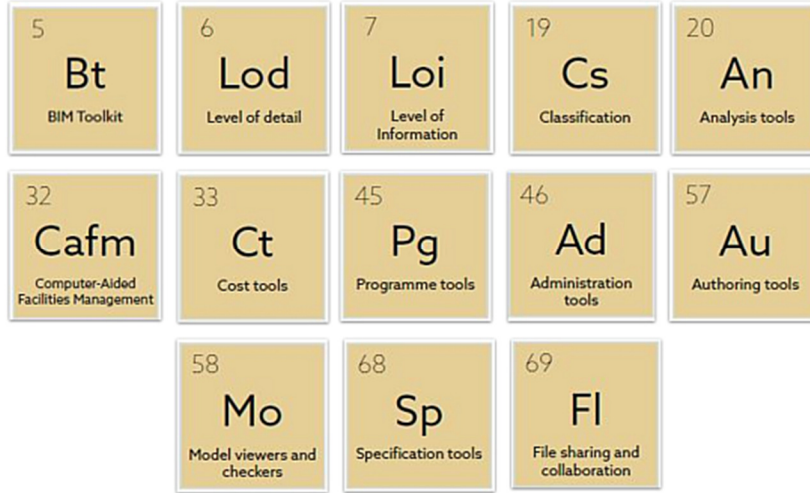 5
Bt
BIM Toolkit
6
Lod
Level of detail
7
Loi
Level of
Information
19
Cs
Classification
20
An
Analysis tools
32
Cafm
Computer-Aided
Facilities Management
33
Ct
Cost tools
45
Pg
Programme tools
46
Ad
Administration
tools
57
Au
Authoring tools
58
Mo
Model viewers and
checkers
68
Sp
Specification tools
69
Fl
File sharing and
collaboration